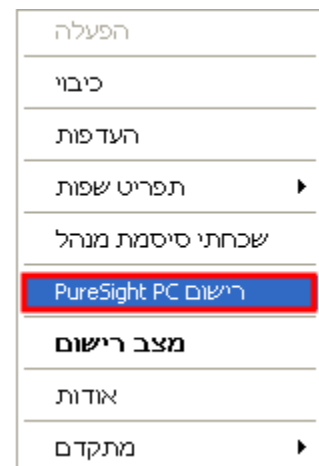 הפעלה
כיבוי
העדפות
תפריט שפות
שכחתי סיסמת מנהל
רישום PureSight PC
מצב רישום
אודות
מתקדם